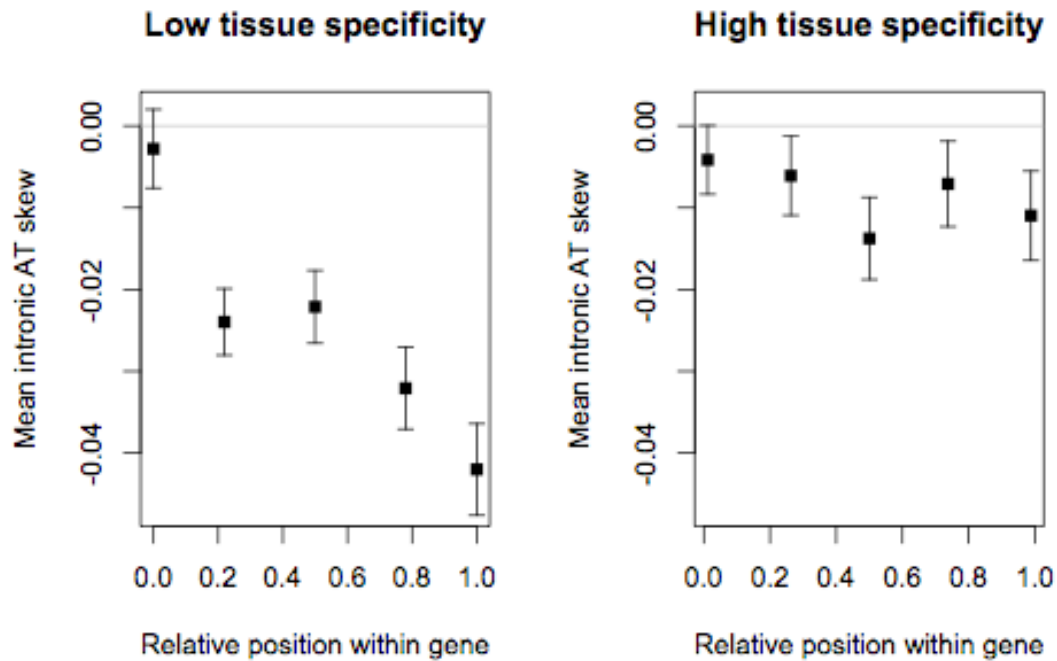 Low tissue specificity
Mean intronic AT skew
0.00
-0.02
-0.04
0.0 0.2 0.4 0.6 0.8 1.0
Relative position within gene
High tissue specificity
Mean intronic AT skew
0.00
-0.02
-0.04
0.0 0.2 0.4 0.6 0.8 1.0
Relative position within gene